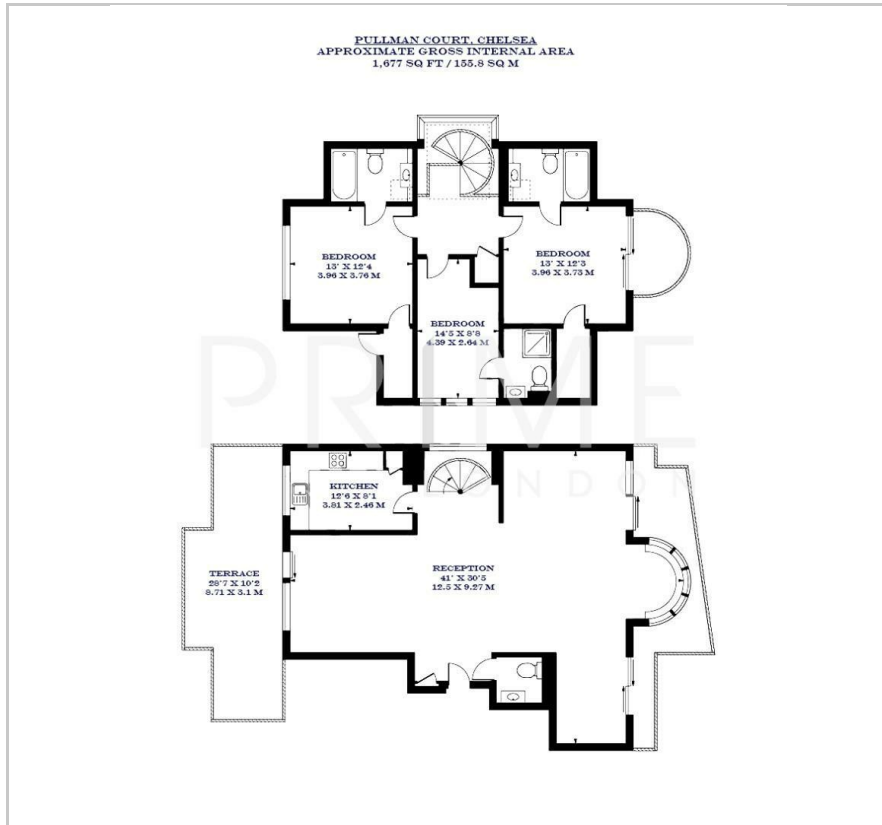 PULLMAN COURT, CHELSEA
APPROXIMATE GROSS INTERNAL AREA
1,677 SQ FT / 155.8 SQ M
BEDROOM
13' X 12'4
3.96 X 3.76 M
BEDROOM
13' X 12'3
3.96 X 3.73 M
BEDROOM
14'5 X 8'8
4.39 X 2.64 M
PRIME
LONDON
KITCHEN
12'6 X 8'1
3.81 X 2.46 M
TERRACE
28'7 X 10'2
8.71 X 3.1 M
RECEPTION
41' X 30'5
12.5 X 9.27 M